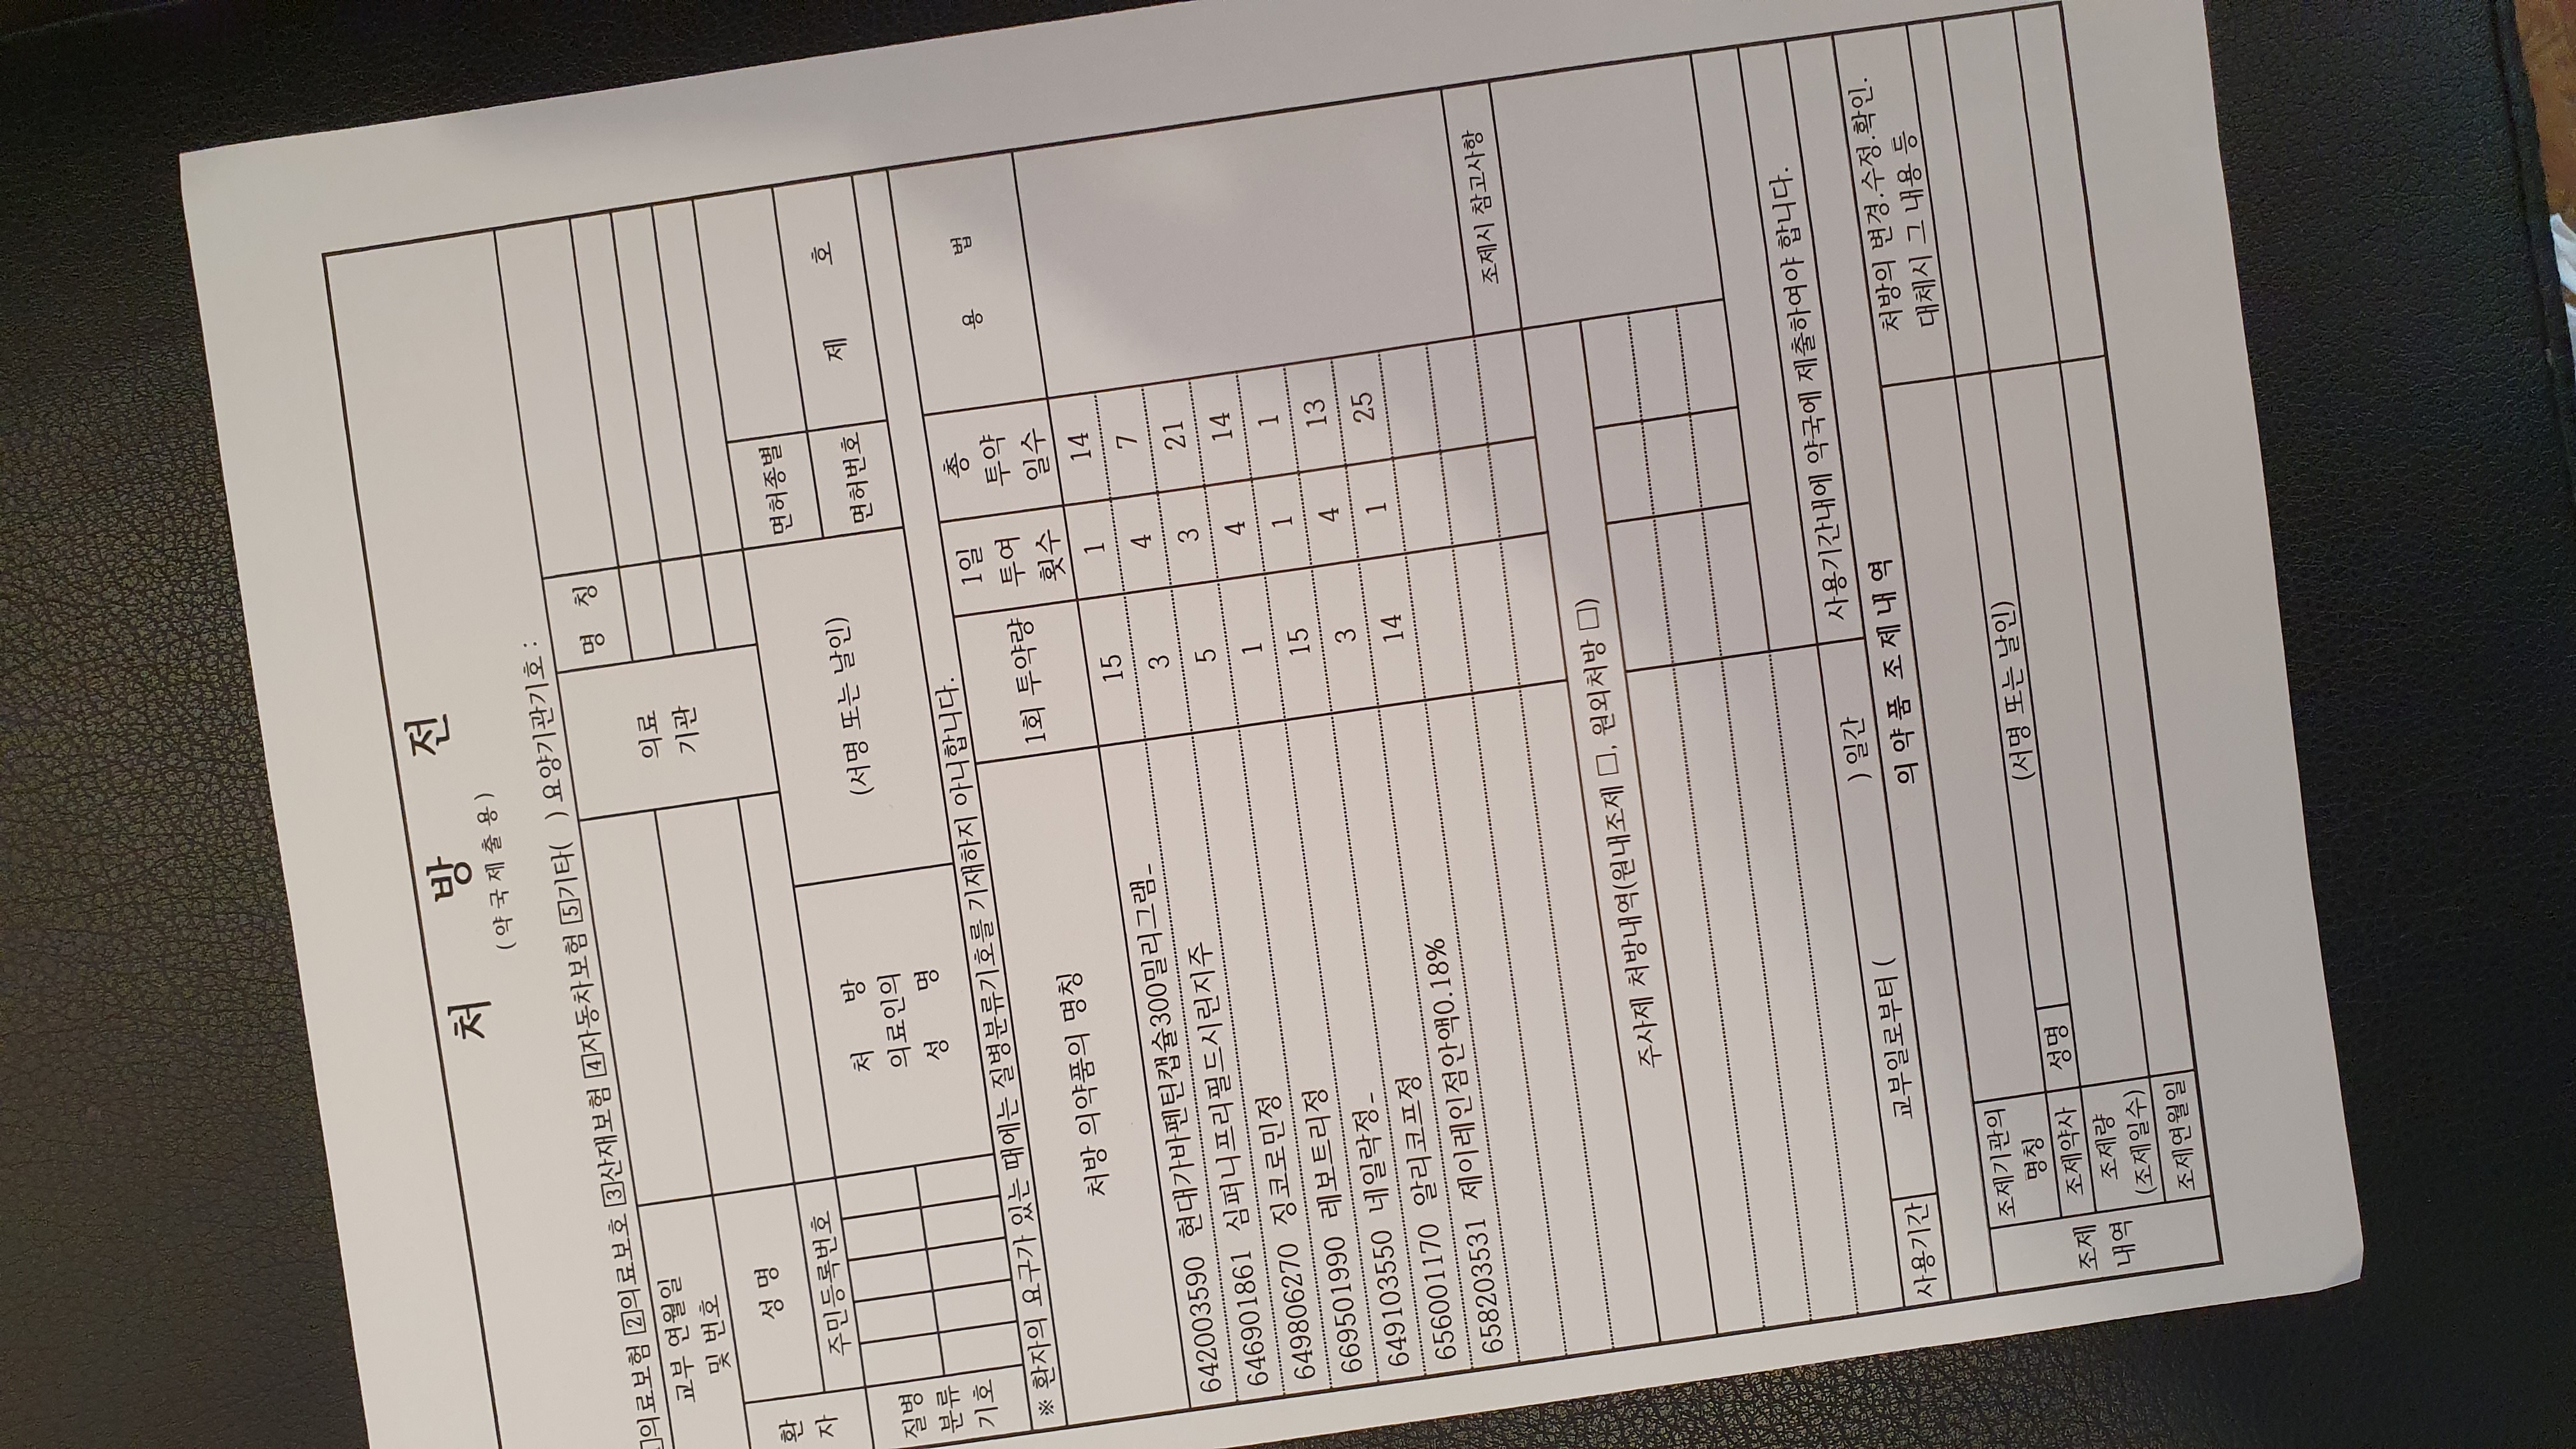 처 방 전
(약국제출용)
의료보험 2의료보호 3산재보험 4자동차보험 5기타( ) 요양기관기호 :
교부 연월일
및 번호
의료
기관
명 칭
환
자
성 명
주민등록번호
질병
분류
기호
처 방
의료인의
성 명
(서명 또는 날인)
면허종별
면허번호
제 호
※ 환자의 요구가 있는 때에는 질병분류기호를 기재하지 아니합니다.
처방 의약품의 명칭
1회 투약량
1일
투여
횟수
총
투약
일수
용 법
642003590 현대가바펜틴캡슐300밀리그램_ 15 1 14
646901861 심퍼니프리필드시린지주 3 4 7
649806270 징코로민정 5 3 21
669501990 레보트리정 1 4 14
649103550 네일락정_ 15 1 1
656001170 알리코프정 3 4 13
658203531 제이레인점안액0.18% 14 1 25
조제시 참고사항
주사제 처방내역(원내조제 □, 원외처방 □)
사용기간
교부일로부터 ( ) 일간
사용기간내에 약국에 제출하여야 합니다.
의약품 조제내역
처방의 변경.수정.확인.
대체시 그 내용 등
조제
내역
조제기관의
명칭
조제약사
성명
(서명 또는 날인)
조제량
(조제일수)
조제연월일